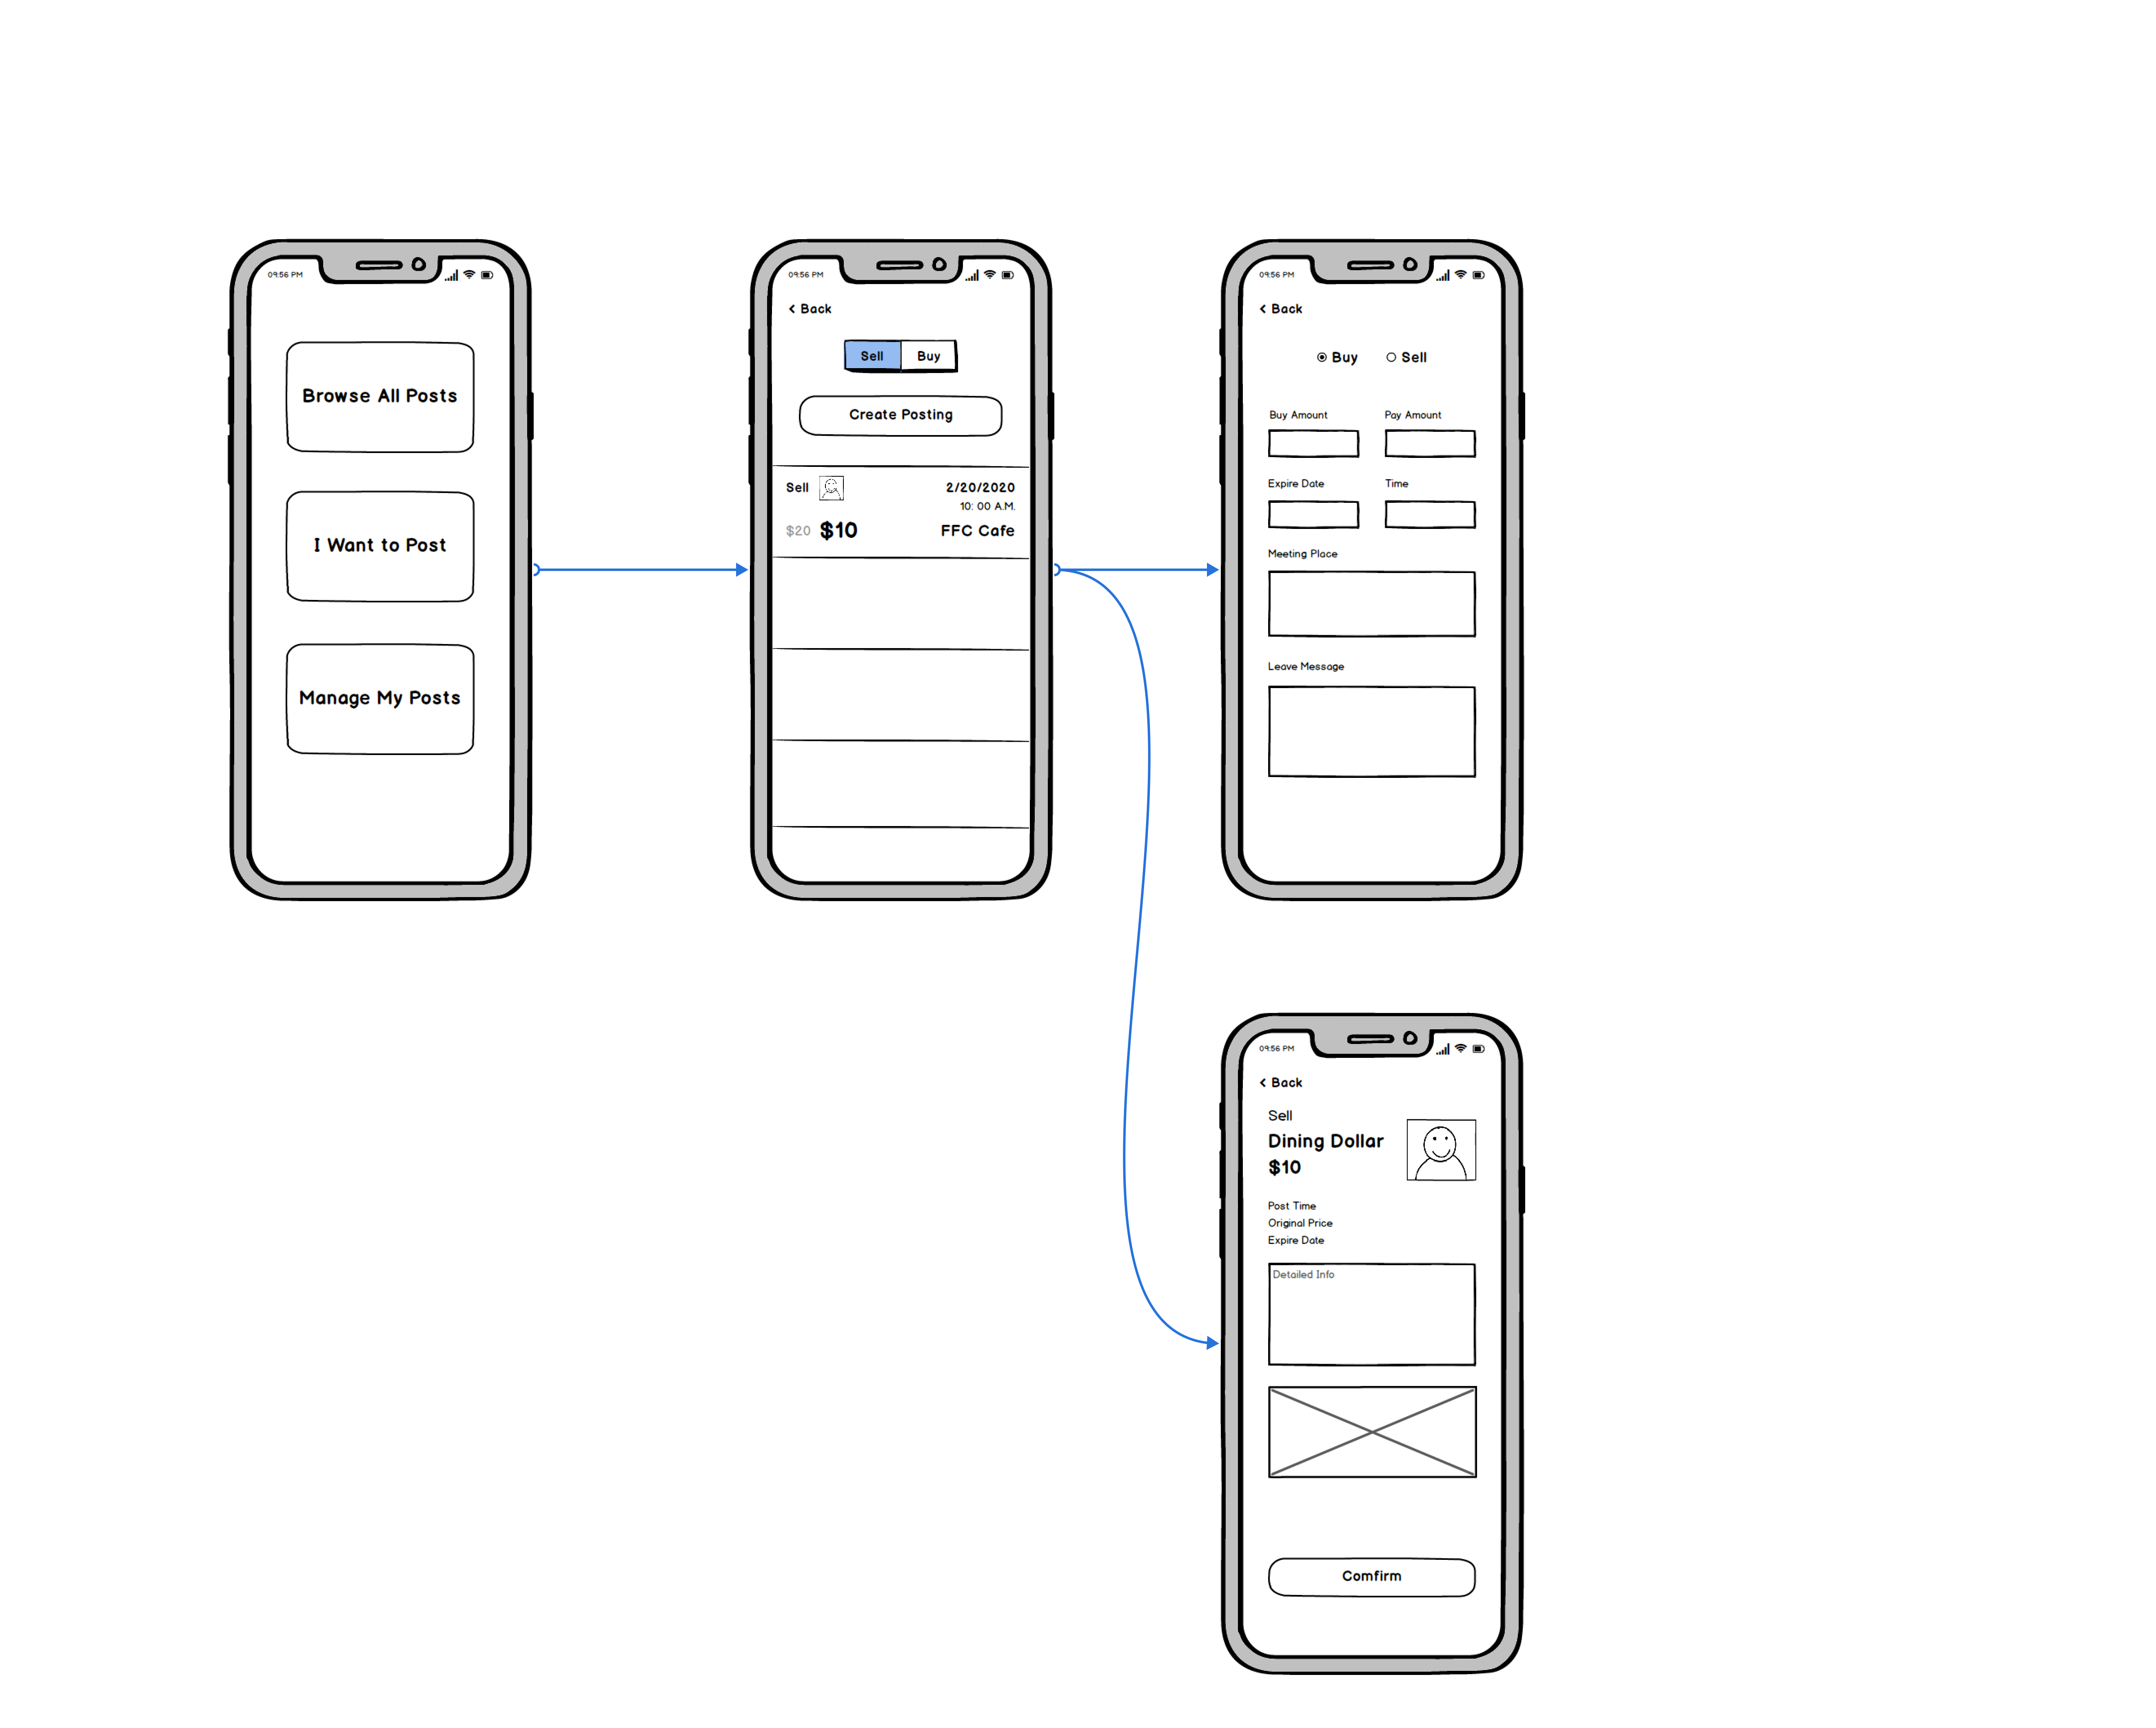 09:56 PM
Browse All Posts
I Want to Post
Manage My Posts
09:56 PM
Back
Sell Buy
Create Posting
Sell 2/20/2020
10: 00 A.M.
$20 $10 FFC Cafe
09:56 PM
Back
Buy Sell
Buy Amount Pay Amount
Expire Date Time
Meeting Place
Leave Message
09:56 PM
Back
Sell
Dining Dollar
$10
Post Time
Original Price
Expire Date
Detailed Info
Comfirm